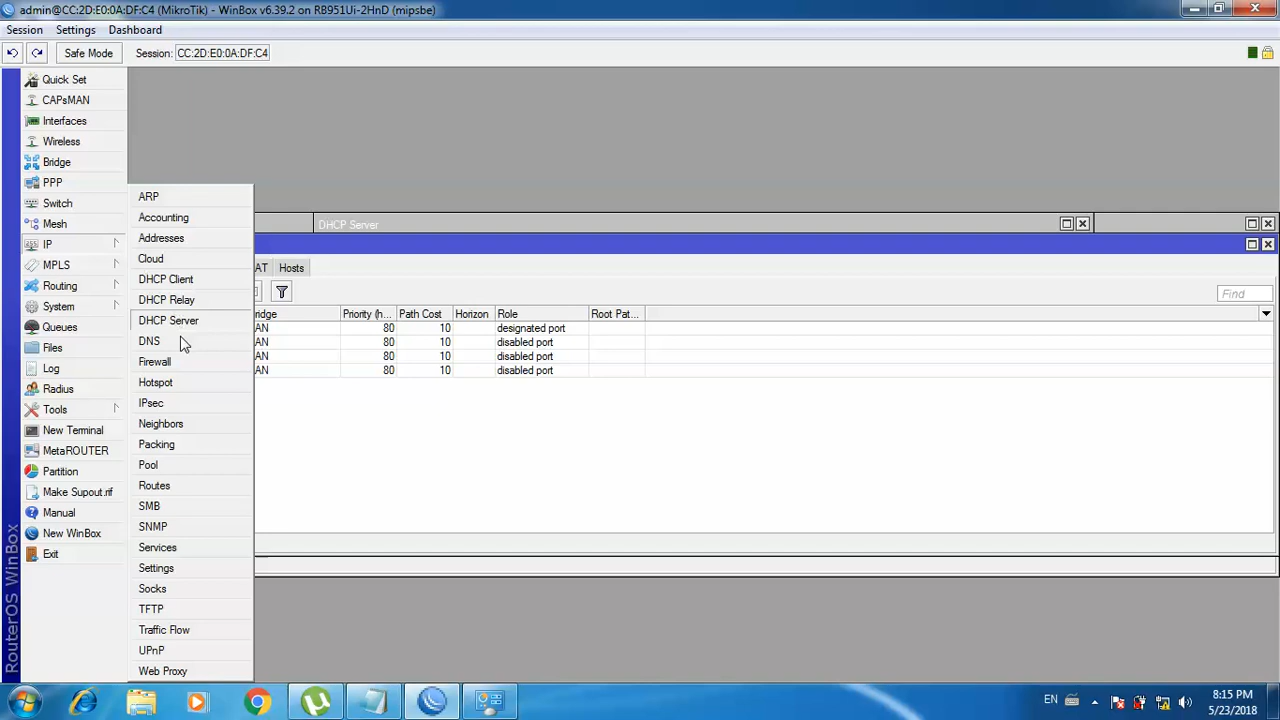 admin@CC:2D:E0:0A:DF:C4 (MikroTik) - WinBox v6.39.2 on RB951Ui-2HnD (mipsbe)
Session Settings Dashboard
Safe Mode Session: CC:2D:E0:0A:DF:C4
Quick Set
CAPsMAN
Interfaces
Wireless
Bridge
PPP
Switch
Mesh
IP
MPLS
Routing
System
Queues
Files
Log
Radius
Tools
New Terminal
MetaROUTER
Partition
Make Supout.rif
Manual
New WinBox
Exit
RouterOS WinBox
ARP
Accounting
Addresses
Cloud
DHCP Client
DHCP Relay
DHCP Server
DNS
Firewall
Hotspot
IPsec
Neighbors
Packing
Pool
Routes
SMB
SNMP
Services
Settings
Socks
TFTP
Traffic Flow
UPnP
Web Proxy
DHCP Server
AT Hosts
Find
ridge Priority (h... Path Cost Horizon Role Root Pat...
AN 80 10 designated port
AN 80 10 disabled port
AN 80 10 disabled port
AN 80 10 disabled port
EN
8:15 PM
5/23/2018